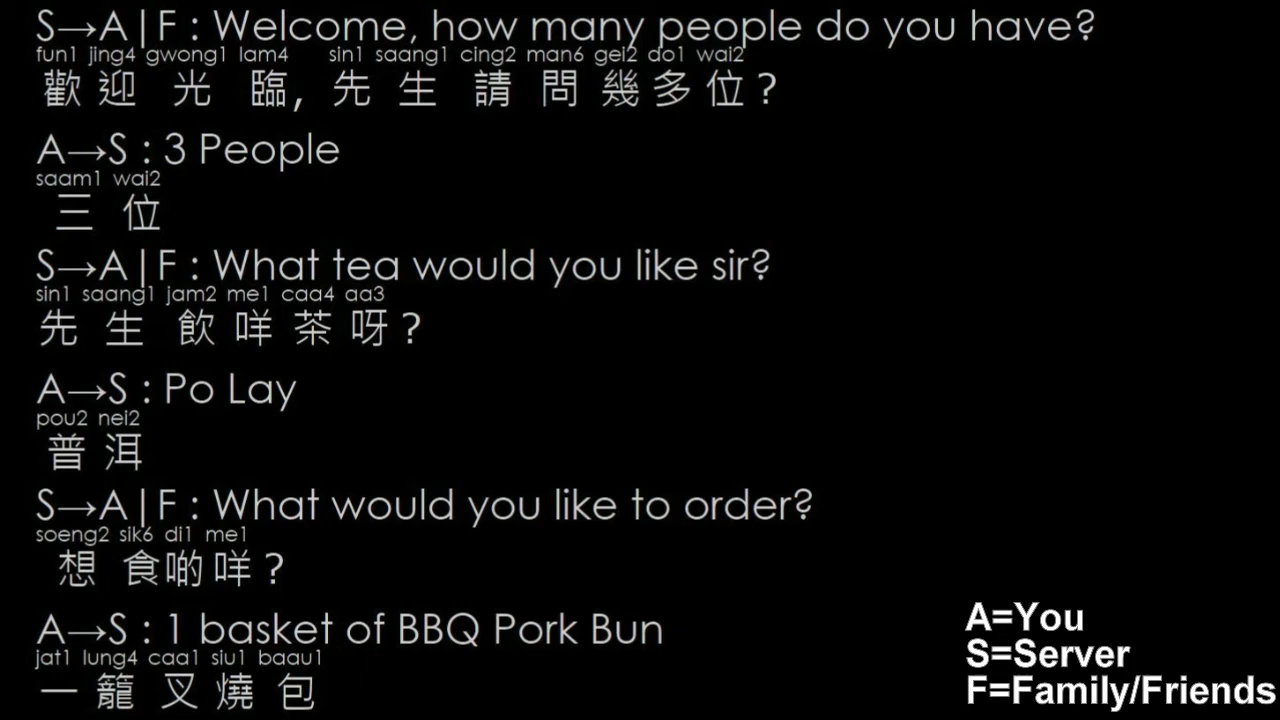 S→A|F : Welcome, how many people do you have?
fun1 jing4 gwong1 lam4 sin1 saang1 cing2 man6 gei2 do1 wai2
歡迎光臨, 先生請問幾多位?
A→S : 3 People
saam1 wai2
三位
S→A|F : What tea would you like sir?
sin1 saang1 jam2 me1 caa4 aa3
先生飲咩茶呀?
A→S : Po Lay
pou2 nei2
普洱
S→A|F : What would you like to order?
soeng2 sik6 di1 me1
想食啲咩?
A→S : 1 basket of BBQ Pork Bun
jat1 lung4 caa1 siu1 baau1
一籠叉燒包
A=You
S=Server
F=Family/Friends